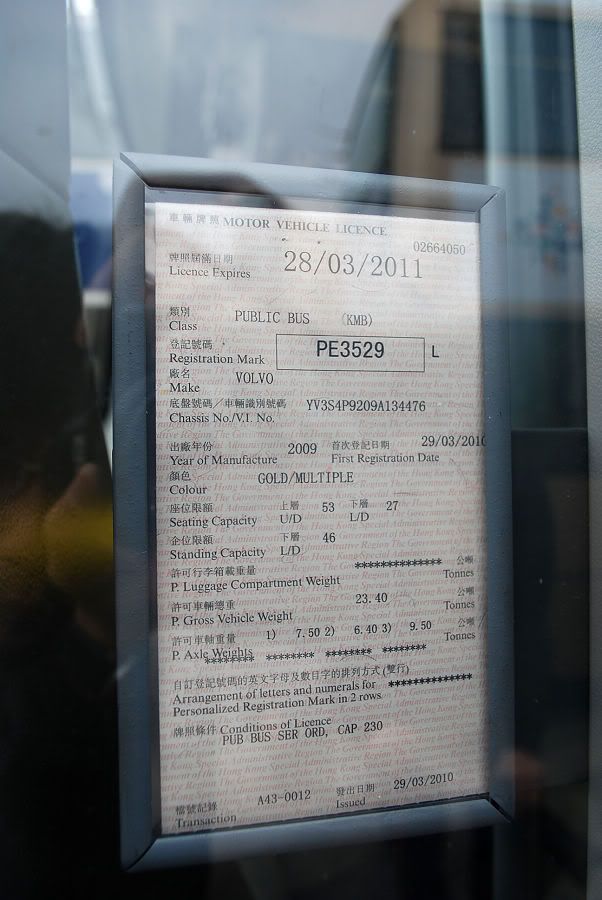 車輛牌照 MOTOR VEHICLE LICENCE
02664050
牌照屆滿日期
Licence Expires 28/03/2011
類別
Class PUBLIC BUS (KMB)
登記號碼
Registration Mark PE3529 L
廠名
Make VOLVO
底盤號碼／車輛識別號碼
Chassis No./V.I. No. YV3S4P9209A134476
出廠年份 首次登記日期
Year of Manufacture 2009 First Registration Date 29/03/2010
顏色
Colour GOLD/MULTIPLE
座位限額 上層 53 下層 27
Seating Capacity U/D L/D
企位限額 下層 46
Standing Capacity L/D
許可行李箱載重量 ************** 公噸
P. Luggage Compartment Weight Tonnes
許可車輛總重 23.40 公噸
P. Gross Vehicle Weight Tonnes
許可車軸重量 1) 7.50 2) 6.40 3) 9.50 公噸
P. Axle Weights Tonnes
******** ******** ******** ********
自訂登記號碼的英文字母及數目字的排列方式 (雙行)
Arrangement of letters and numerals for **************
Personalized Registration Mark in 2 rows
牌照條件 Conditions of Licence
PUB BUS SER ORD, CAP 230
檔號記錄 A43-0012 發出日期 29/03/2010
Transaction Issued